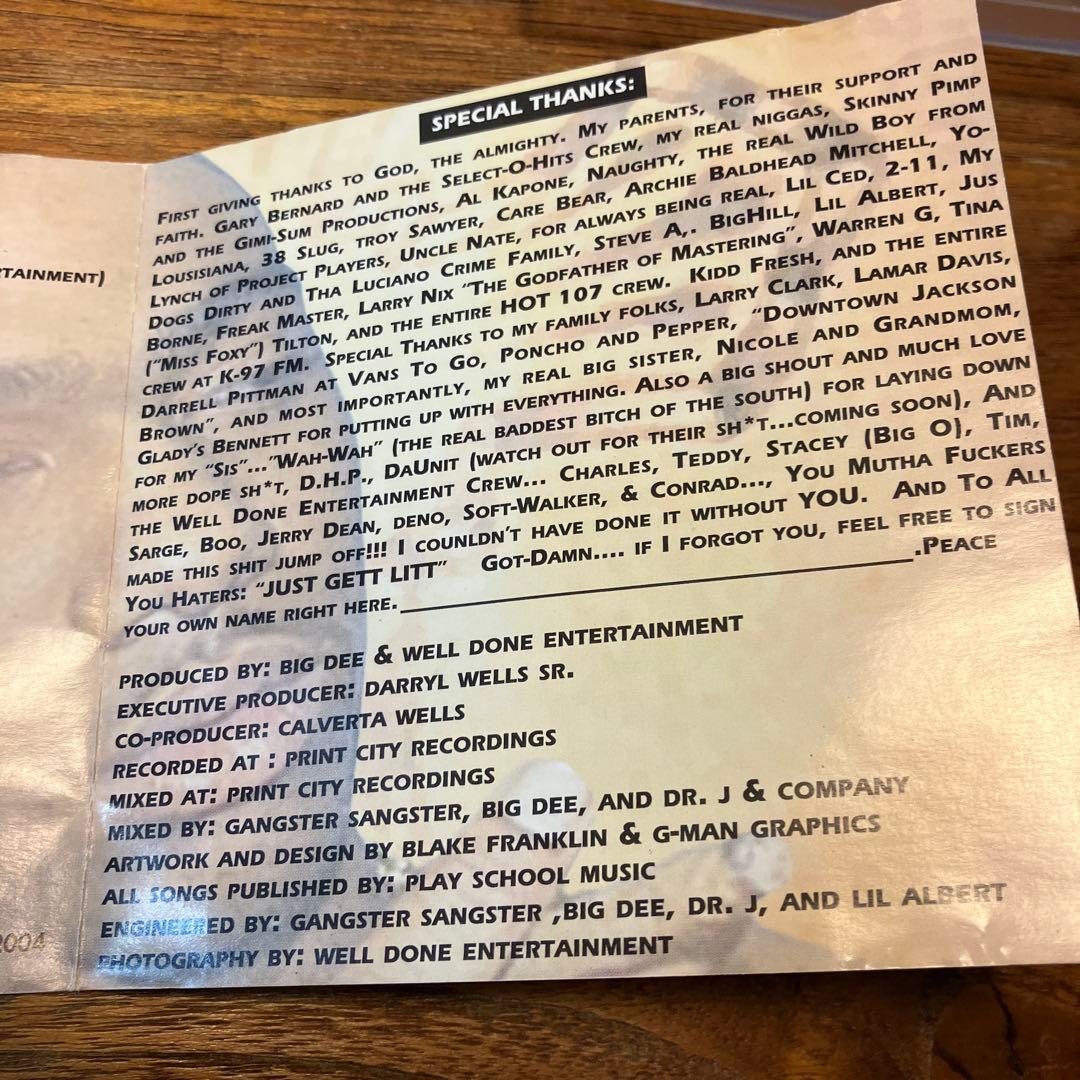 RTAINMENT)
2004
SPECIAL THANKS:
FIRST GIVING THANKS TO GOD, THE ALMIGHTY. MY PARENTS, FOR THEIR SUPPORT AND
FAITH. GARY BERNARD AND THE SELECT-O-HITS CREW, MY REAL NIGGAS, SKINNY PIMP
AND THE GIMI-SUM PRODUCTIONS, AL KAPONE, NAUGHTY, THE REAL WILD BOY FROM
LOUSISIANA, 38 SLUG, TROY SAWYER, CARE BEAR, ARCHIE BALDHEAD MITCHELL, YO-
LYNCH OF PROJECT PLAYERS, UNCLE NATE, FOR ALWAYS BEING REAL, LIL CED, 2-11, MY
DOGS DIRTY AND THA LUCIANO CRIME FAMILY, STEVE A,. BIGHILL, LIL ALBERT, JUS
BORNE, FREAK MASTER, LARRY NIX "THE GODFATHER OF MASTERING", WARREN G, TINA
("MISS FOXY") TILTON, AND THE ENTIRE HOT 107 CREW. KIDD FRESH, AND THE ENTIRE
CREW AT K-97 FM. SPECIAL THANKS TO MY FAMILY FOLKS, LARRY CLARK, LAMAR DAVIS,
DARRELL PITTMAN AT VANS TO GO, PONCHO AND PEPPER, "DOWNTOWN JACKSON
BROWN", AND MOST IMPORTANTLY, MY REAL BIG SISTER, NICOLE AND GRANDMOM,
GLADY'S BENNETT FOR PUTTING UP WITH EVERYTHING. ALSO A BIG SHOUT AND MUCH LOVE
FOR MY "SIS"..."WAH-WAH" (THE REAL BADDEST BITCH OF THE SOUTH) FOR LAYING DOWN
MORE DOPE SH*T, D.H.P., DAUNIT (WATCH OUT FOR THEIR SH*T...COMING SOON), AND
THE WELL DONE ENTERTAINMENT CREW... CHARLES, TEDDY, STACEY (BIG O), TIM,
SARGE, BOO, JERRY DEAN, DENO, SOFT-WALKER, & CONRAD..., YOU MUTHA FUCKERS
MADE THIS SHIT JUMP OFF!!! I COUNLDN'T HAVE DONE IT WITHOUT YOU. AND TO ALL
YOU HATERS: "JUST GETT LITT" GOT-DAMN.... IF I FORGOT YOU, FEEL FREE TO SIGN
YOUR OWN NAME RIGHT HERE.____________________.PEACE
PRODUCED BY: BIG DEE & WELL DONE ENTERTAINMENT
EXECUTIVE PRODUCER: DARRYL WELLS SR.
CO-PRODUCER: CALVERTA WELLS
RECORDED AT : PRINT CITY RECORDINGS
MIXED AT: PRINT CITY RECORDINGS
MIXED BY: GANGSTER SANGSTER, BIG DEE, AND DR. J & COMPANY
ARTWORK AND DESIGN BY BLAKE FRANKLIN & G-MAN GRAPHICS
ALL SONGS PUBLISHED BY: PLAY SCHOOL MUSIC
ENGINEERED BY: GANGSTER SANGSTER ,BIG DEE, DR. J, AND LIL ALBERT
PHOTOGRAPHY BY: WELL DONE ENTERTAINMENT